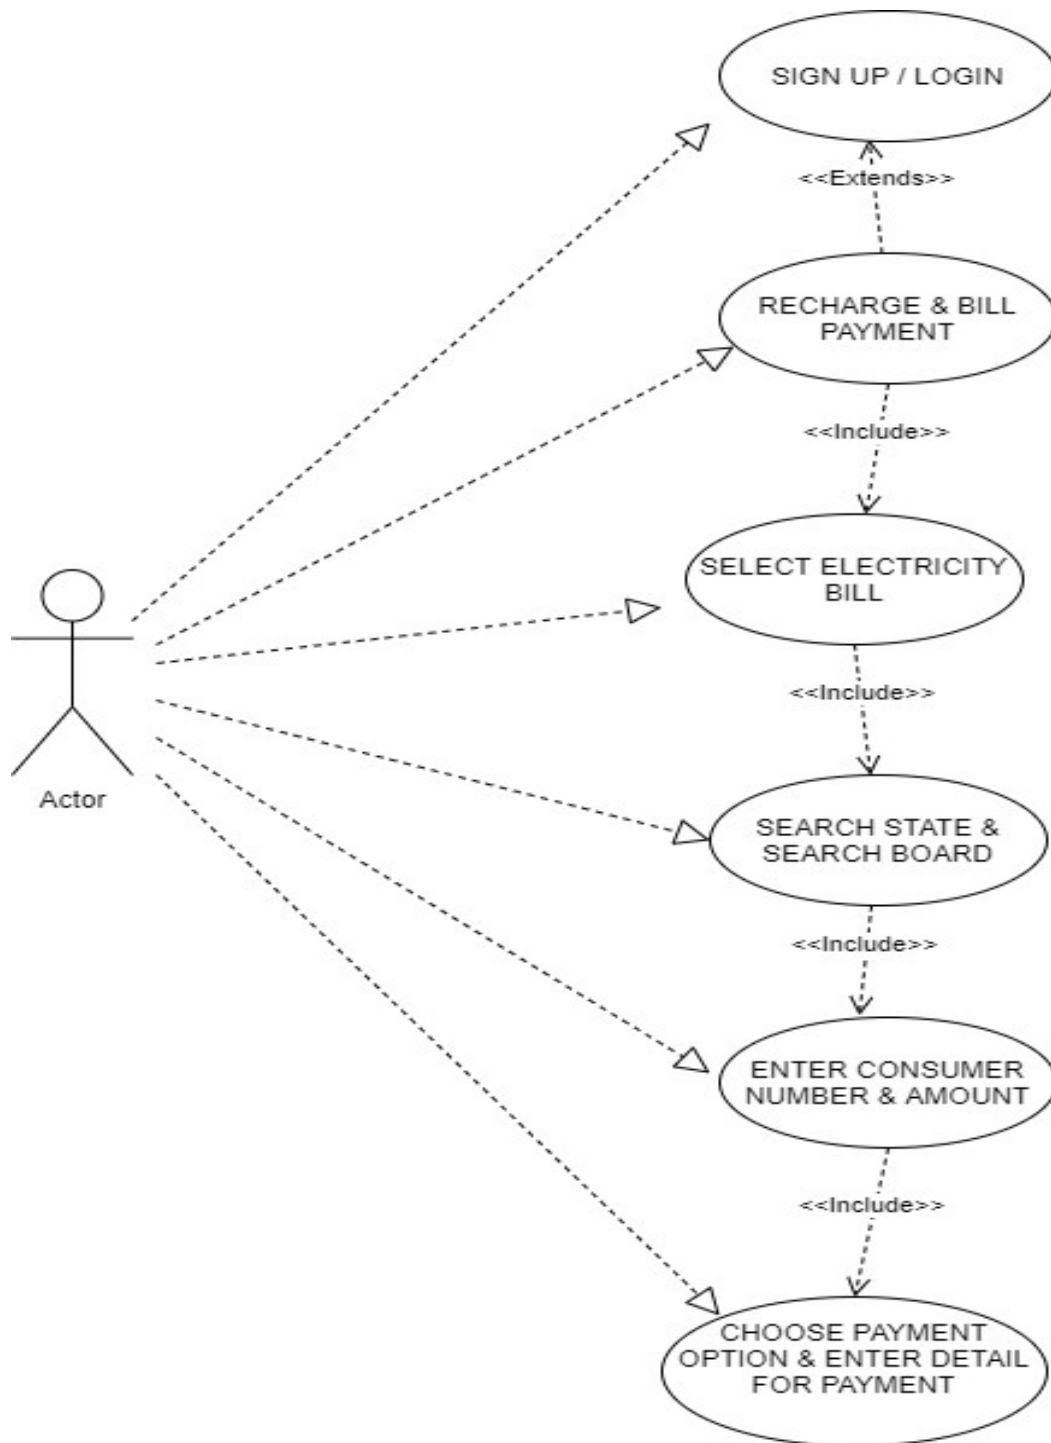 SIGN UP / LOGIN
<<Extends>>
RECHARGE & BILL
PAYMENT
<<Include>>
SELECT ELECTRICITY
BILL
<<Include>>
Actor
SEARCH STATE &
SEARCH BOARD
<<Include>>
ENTER CONSUMER
NUMBER & AMOUNT
<<Include>>
CHOOSE PAYMENT
OPTION & ENTER DETAIL
FOR PAYMENT